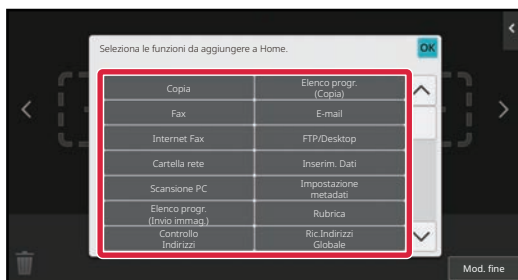 Seleziona le funzioni da aggiungere a Home.
OK
Copia
Elenco progr.
(Copia)
Fax
E-mail
Internet Fax
FTP/Desktop
Cartella rete
Inserim. Dati
Scansione PC
Impostazione
metadati
Elenco progr.
(Invio immag.)
Rubrica
Controllo
Indirizzi
Ric.Indirizzi
Globale
Mod. fine